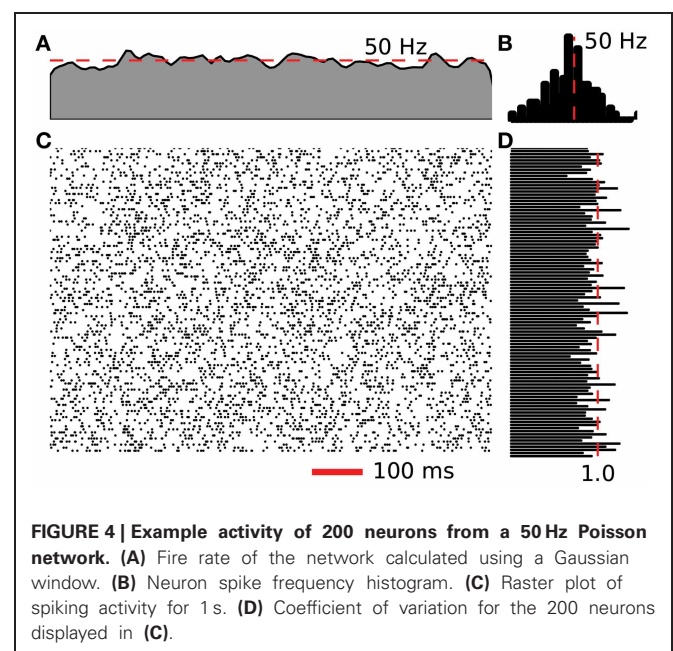 A
50 Hz
B
50 Hz
C
D
100 ms
1.0
FIGURE 4 | Example activity of 200 neurons from a 50 Hz Poisson
network. (A) Fire rate of the network calculated using a Gaussian
window. (B) Neuron spike frequency histogram. (C) Raster plot of
spiking activity for 1 s. (D) Coefficient of variation for the 200 neurons
displayed in (C).